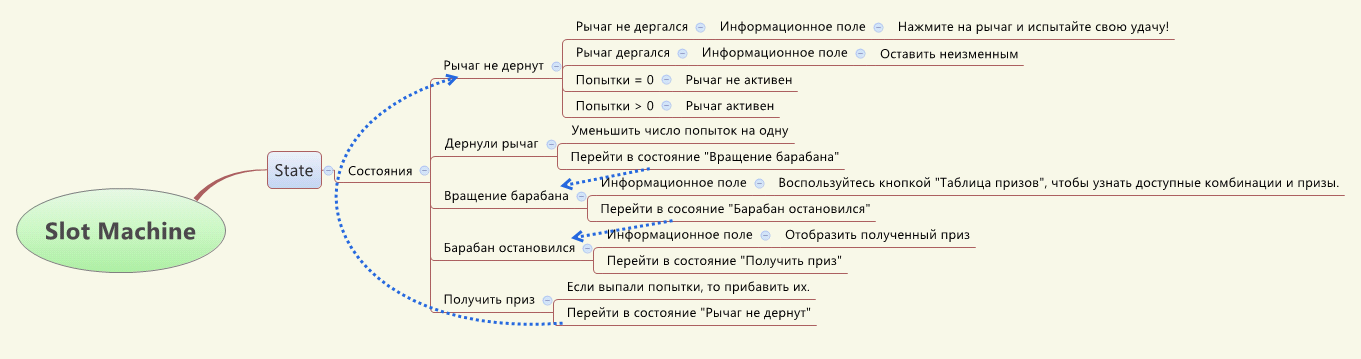 Slot Machine
State
Состояния
Рычаг не дернут
Рычаг не дергался Информационное поле Нажмите на рычаг и испытайте свою удачу!
Рычаг дергался Информационное поле Оставить неизменным
Попытки = 0 Рычаг не активен
Попытки > 0 Рычаг активен
Дернули рычаг
Уменьшить число попыток на одну
Перейти в состояние "Вращение барабана"
Вращение барабана
Информационное поле Воспользуйтесь кнопкой "Таблица призов", чтобы узнать доступные комбинации и призы.
Перейти в сосояние "Барабан остановился"
Барабан остановился
Информационное поле Отобразить полученный приз
Перейти в состояние "Получить приз"
Получить приз
Если выпали попытки, то прибавить их.
Перейти в состояние "Рычаг не дернут"